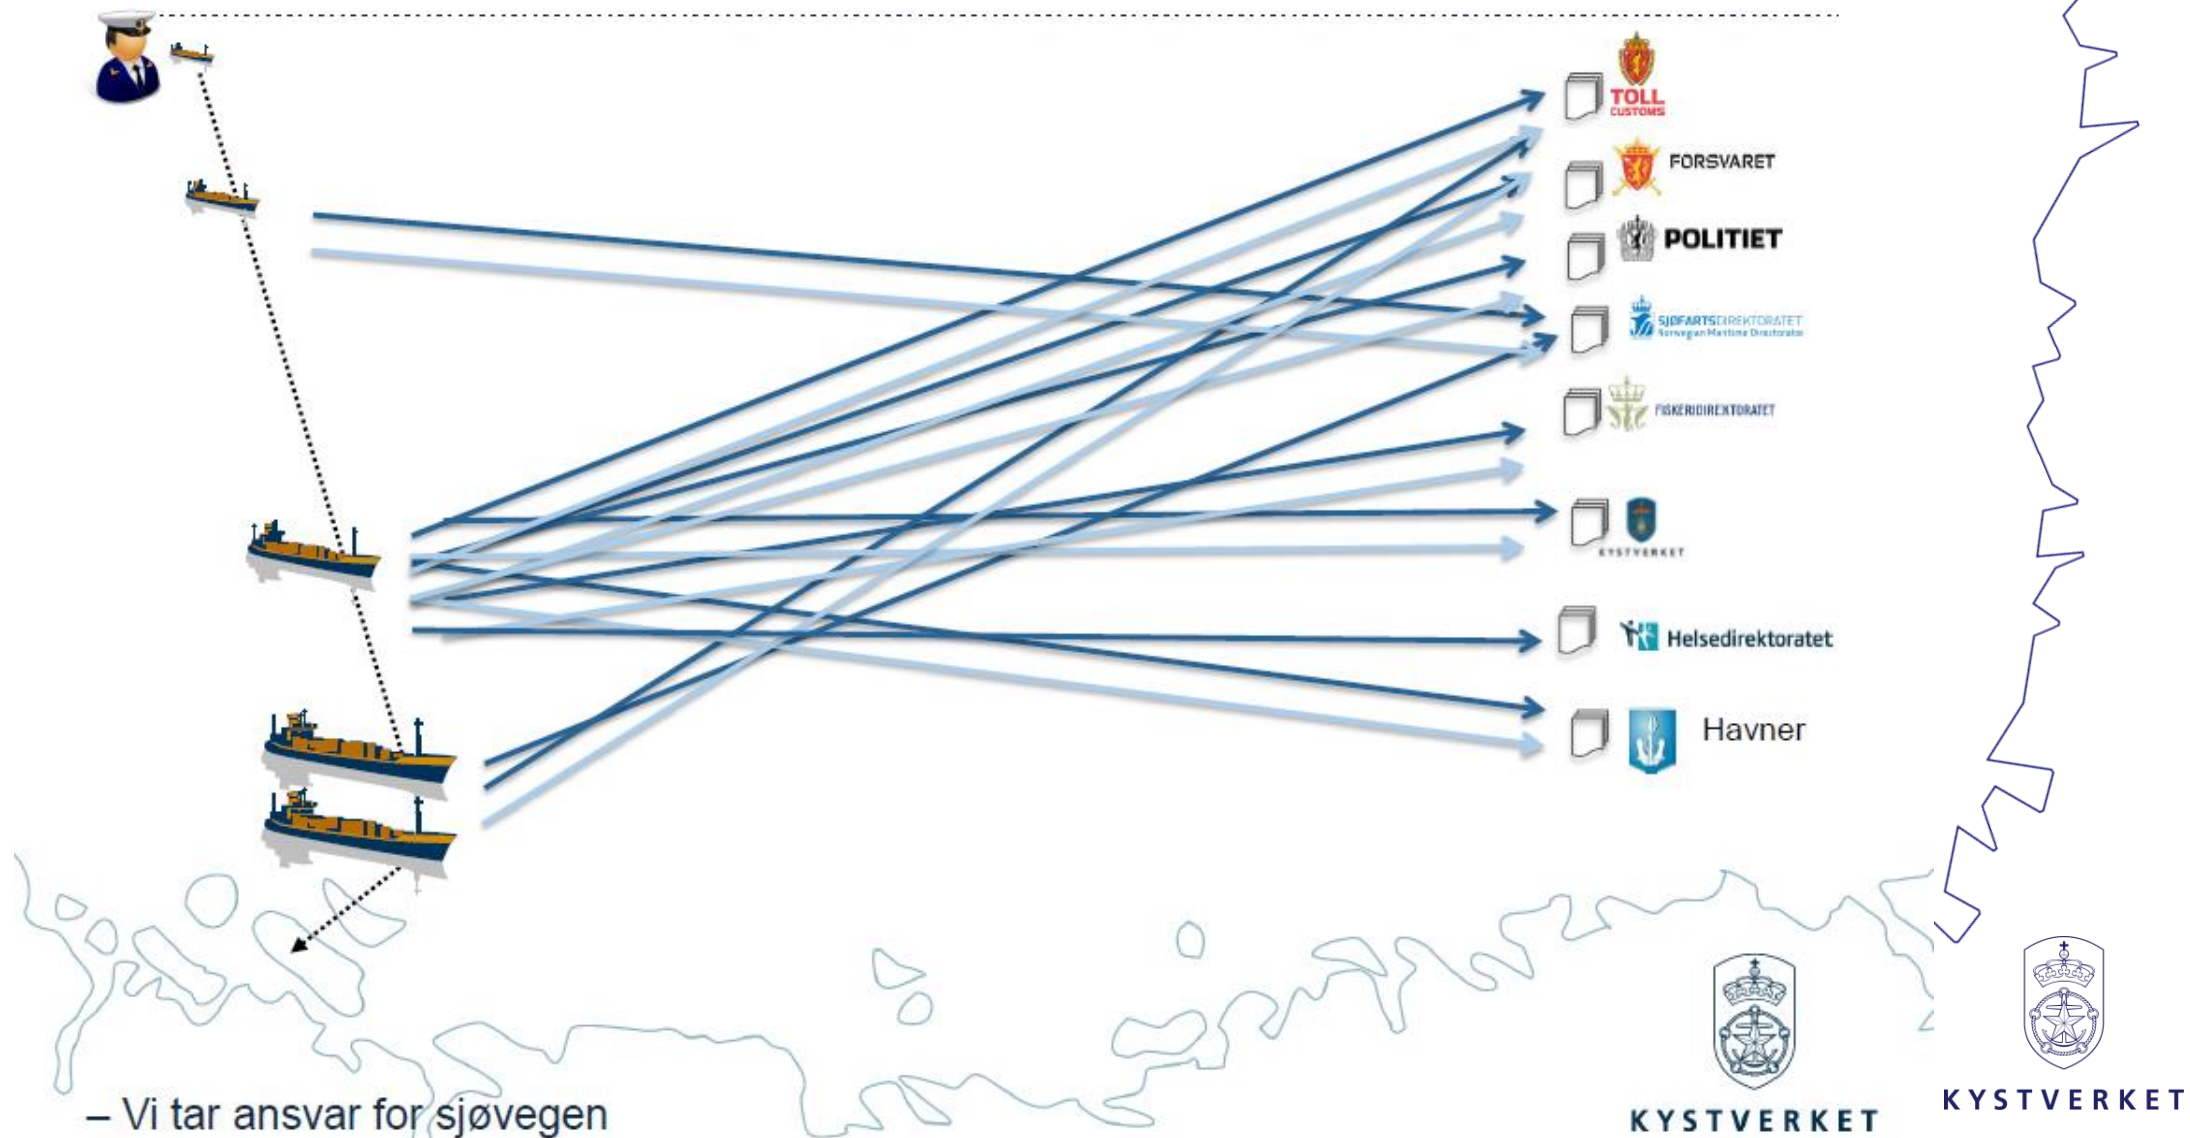 TOLL
CUSTOMS
FORSVARET
POLITIET
SJØFARTSDIREKTORATET
Norwegian Maritime Directorate
FISKERIDIREKTORATET
KYSTVERKET
Helsedirektoratet
Havner
– Vi tar ansvar for sjøvegen
KYSTVERKET
KYSTVERKET